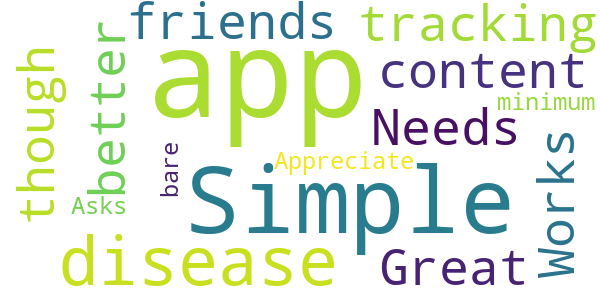 friends
tracking
app
though
better
content
minimum
Needs
bare
Appreciate
Works
Simple
Asks
disease
Great